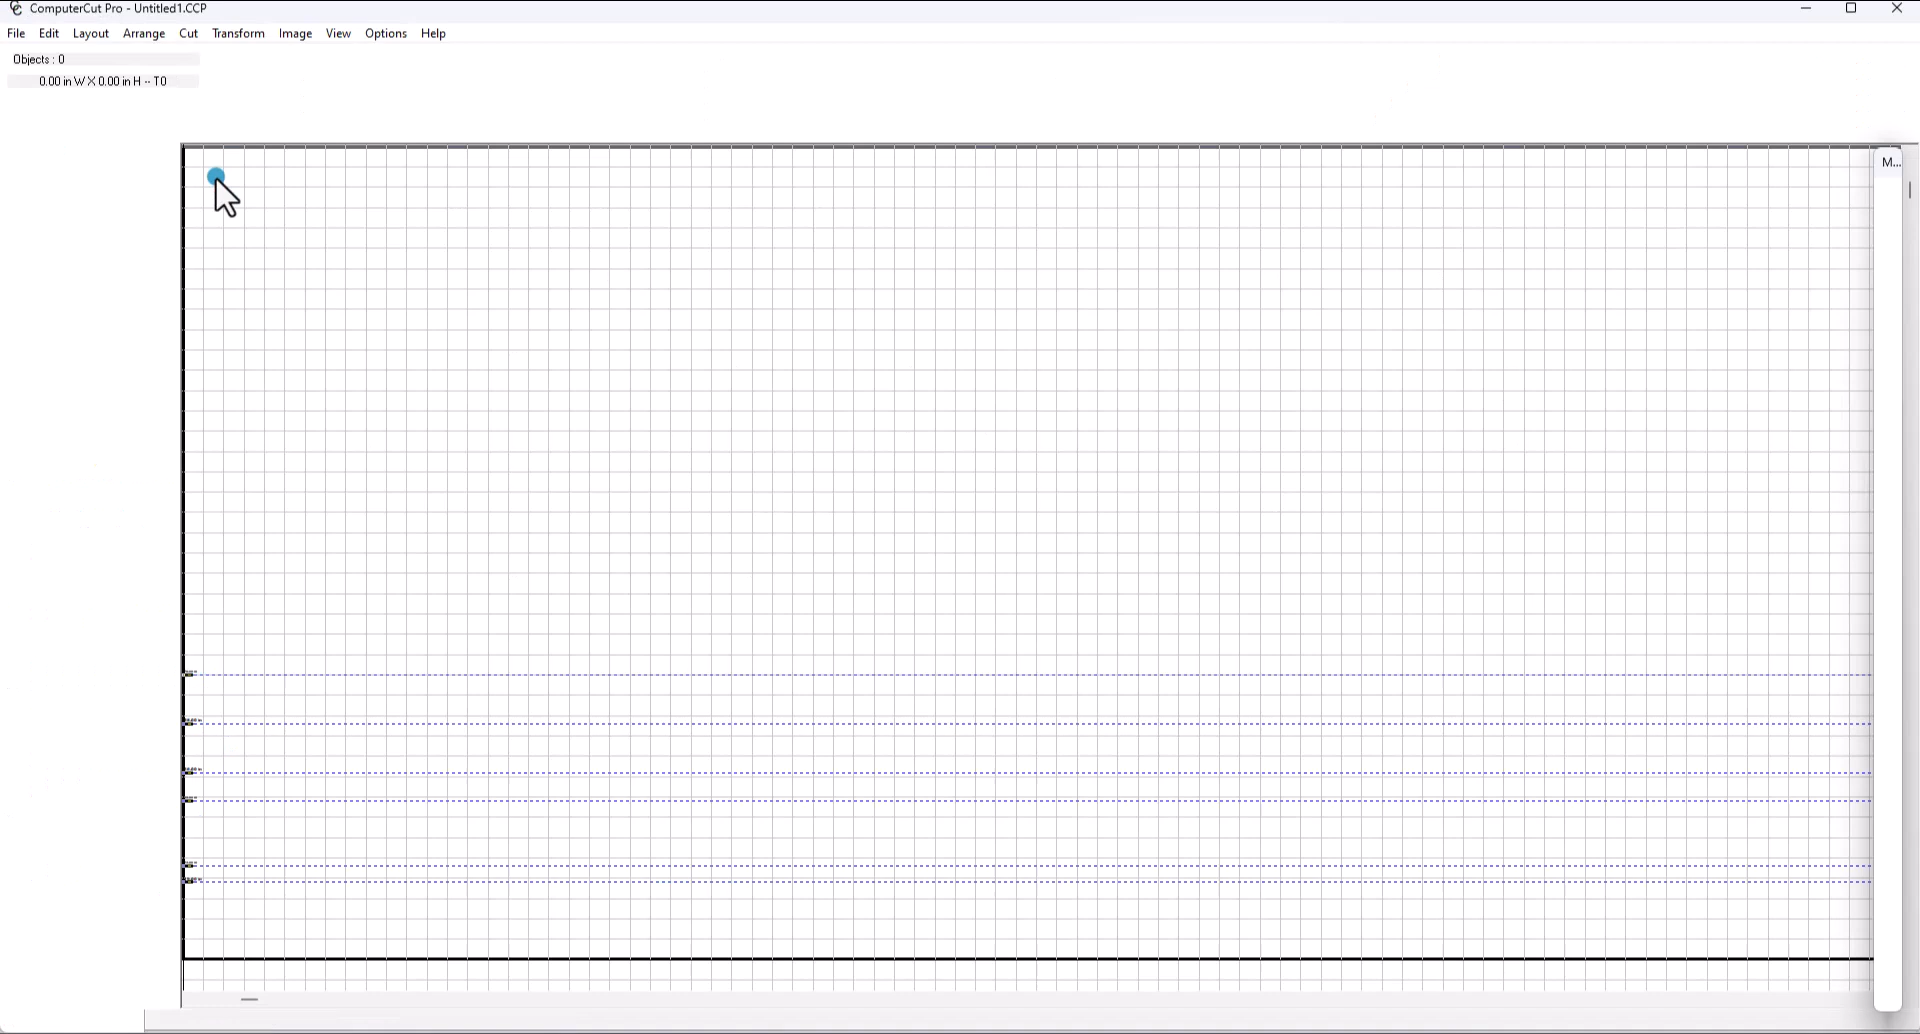 ComputerCut Pro - Untitled1.CCP
File Edit Layout Arrange Cut Transform Image View Options Help
Objects : 0
0.00 in W X 0.00 in H -- T0
M...